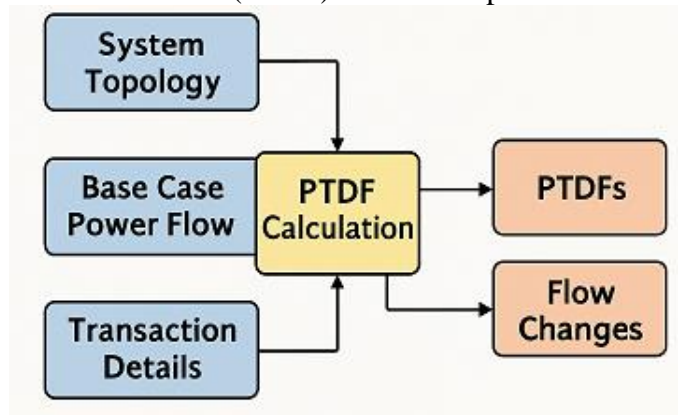 System
Topology
Base Case
Power Flow
PTDF
Calculation
Transaction
Details
PTDFs
Flow
Changes